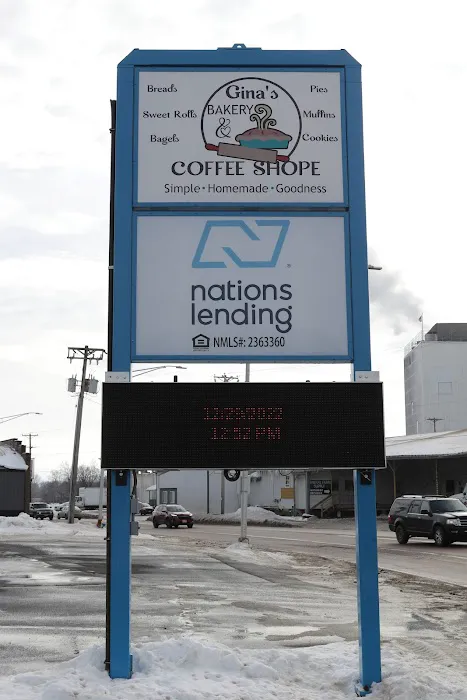 Breads
Sweet Rolls
Bagels
Gina's
BAKERY
&
Pies
Muffins
Cookies
COFFEE SHOPE
Simple • Homemade • Goodness
nations
lending
NMLS#: 2363360
12:52 PM